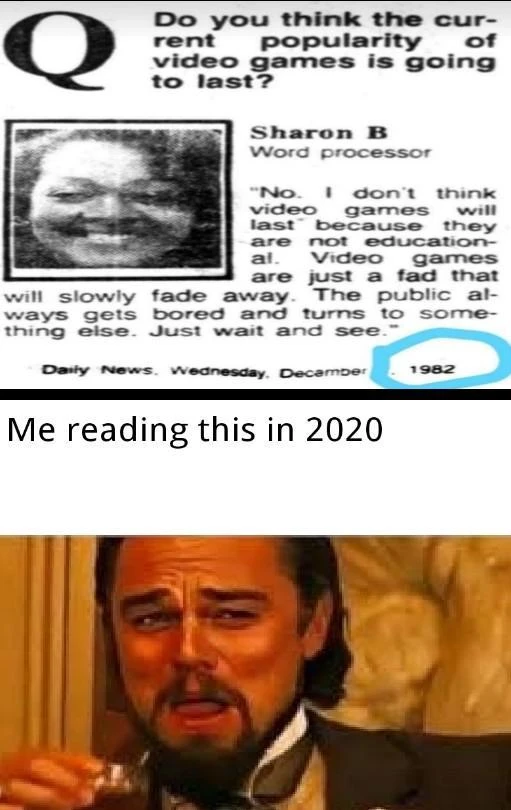 Q
Do you think the cur-
rent popularity of
video games is going
to last?
Sharon B
Word processor
"No. I don't think
video games will
last because they
are not education-
al. Video games
are just a fad that
will slowly fade away. The public al-
ways gets bored and turns to some-
thing else. Just wait and see."
Daily News, Wednesday, December , 1982
Me reading this in 2020